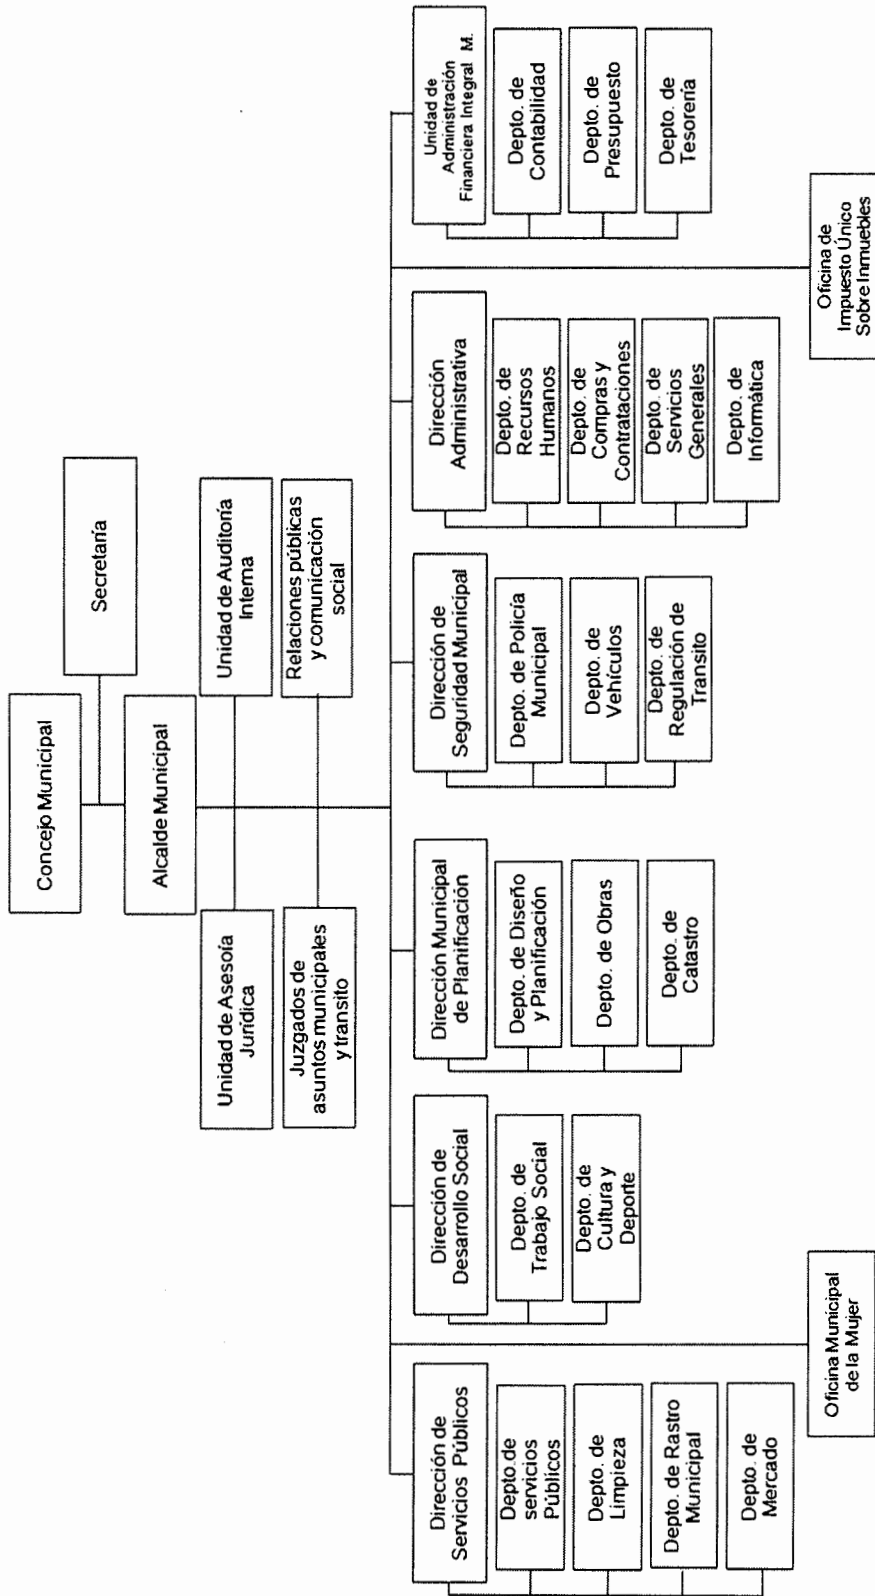 Concejo Municipal
Secretaría
Alcalde Municipal
Unidad de Asesoía
Jurídica
Unidad de Auditoría
Interna
Juzgados de
asuntos municipales
y transito
Relaciones públicas
y comunicación
social
Dirección de
Servicios Públicos
Depto.de
servicios
Públicos
Depto. de
Limpieza
Depto. de Rastro
Municipal
Depto. de
Mercado
Dirección de
Desarrollo Social
Depto. de
Trabajo Social
Depto. de
Cultura y
Deporte
Dirección Municipal
de Planificación
Depto. de Diseño
y Planificación
Depto. de Obras
Depto. de
Catastro
Dirección de
Seguridad Municipal
Depto. de Policía
Municipal
Depto. de
Vehículos
Depto. de
Regulación de
Transito
Dirección
Administrativa
Depto. de
Recursos
Humanos
Depto. de
Compras y
Contrataciones
Depto. de
Servicios
Generales
Depto. de
Informática
Unidad de
Administración
Financiera Integral M.
Depto. de
Contabilidad
Depto. de
Presupuesto
Depto. de
Tesorería
Oficina Municipal
de la Mujer
Oficina de
Impuesto Único
Sobre Inmuebles